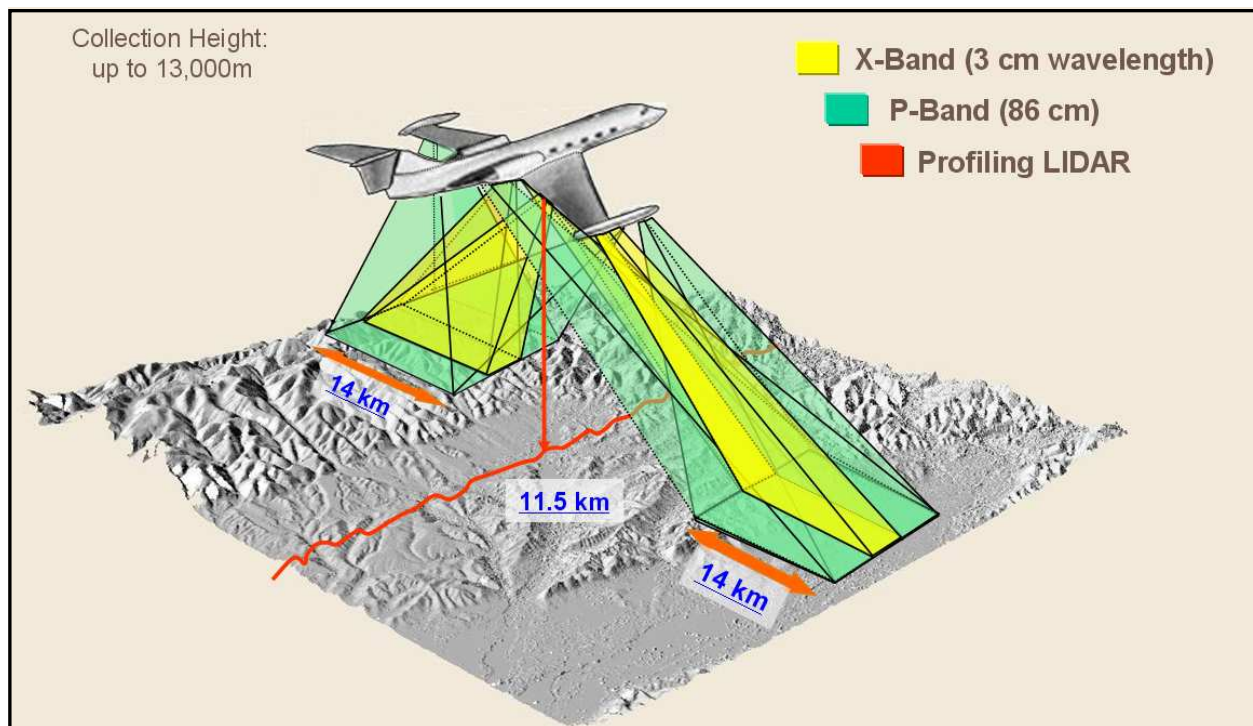 Collection Height:
up to 13,000m
X-Band (3 cm wavelength)
P-Band (86 cm)
Profiling LIDAR
14 km
11.5 km
14 km